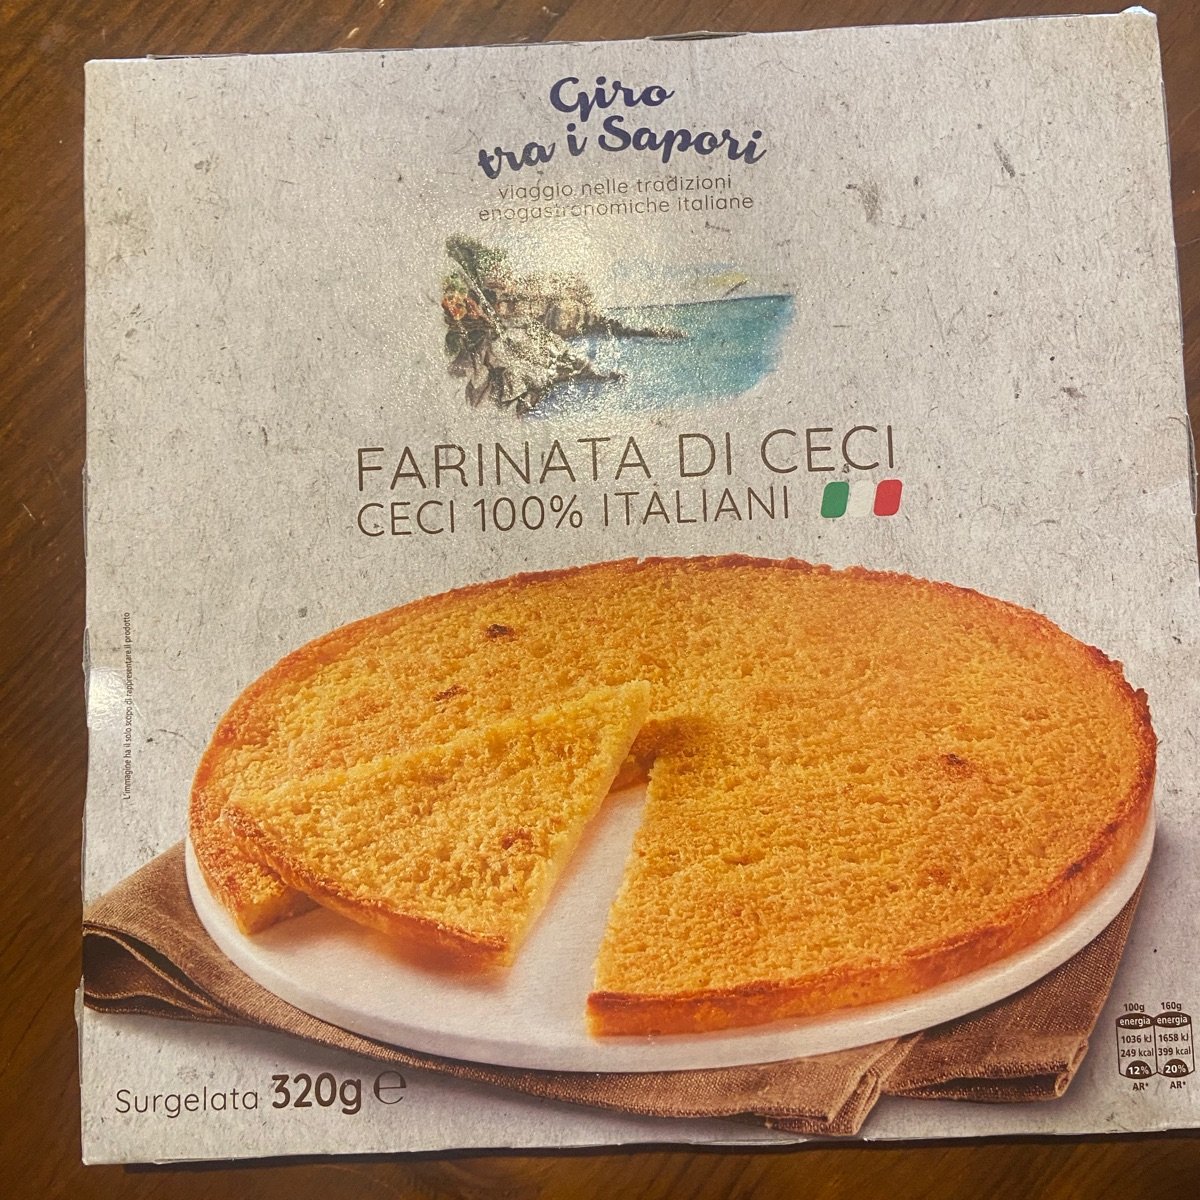 Giro
tra i Sapori
viaggio nelle tradizioni
enogastronomiche italiane
FARINATA DI CECI
CECI 100% ITALIANI
L'immagine ha il solo scopo di rappresentare il prodotto
100g 160g
energia energia
1036 kJ 1658 kJ
249 kcal 399 kcal
12% 20%
AR* AR*
Surgelata 320g ℮